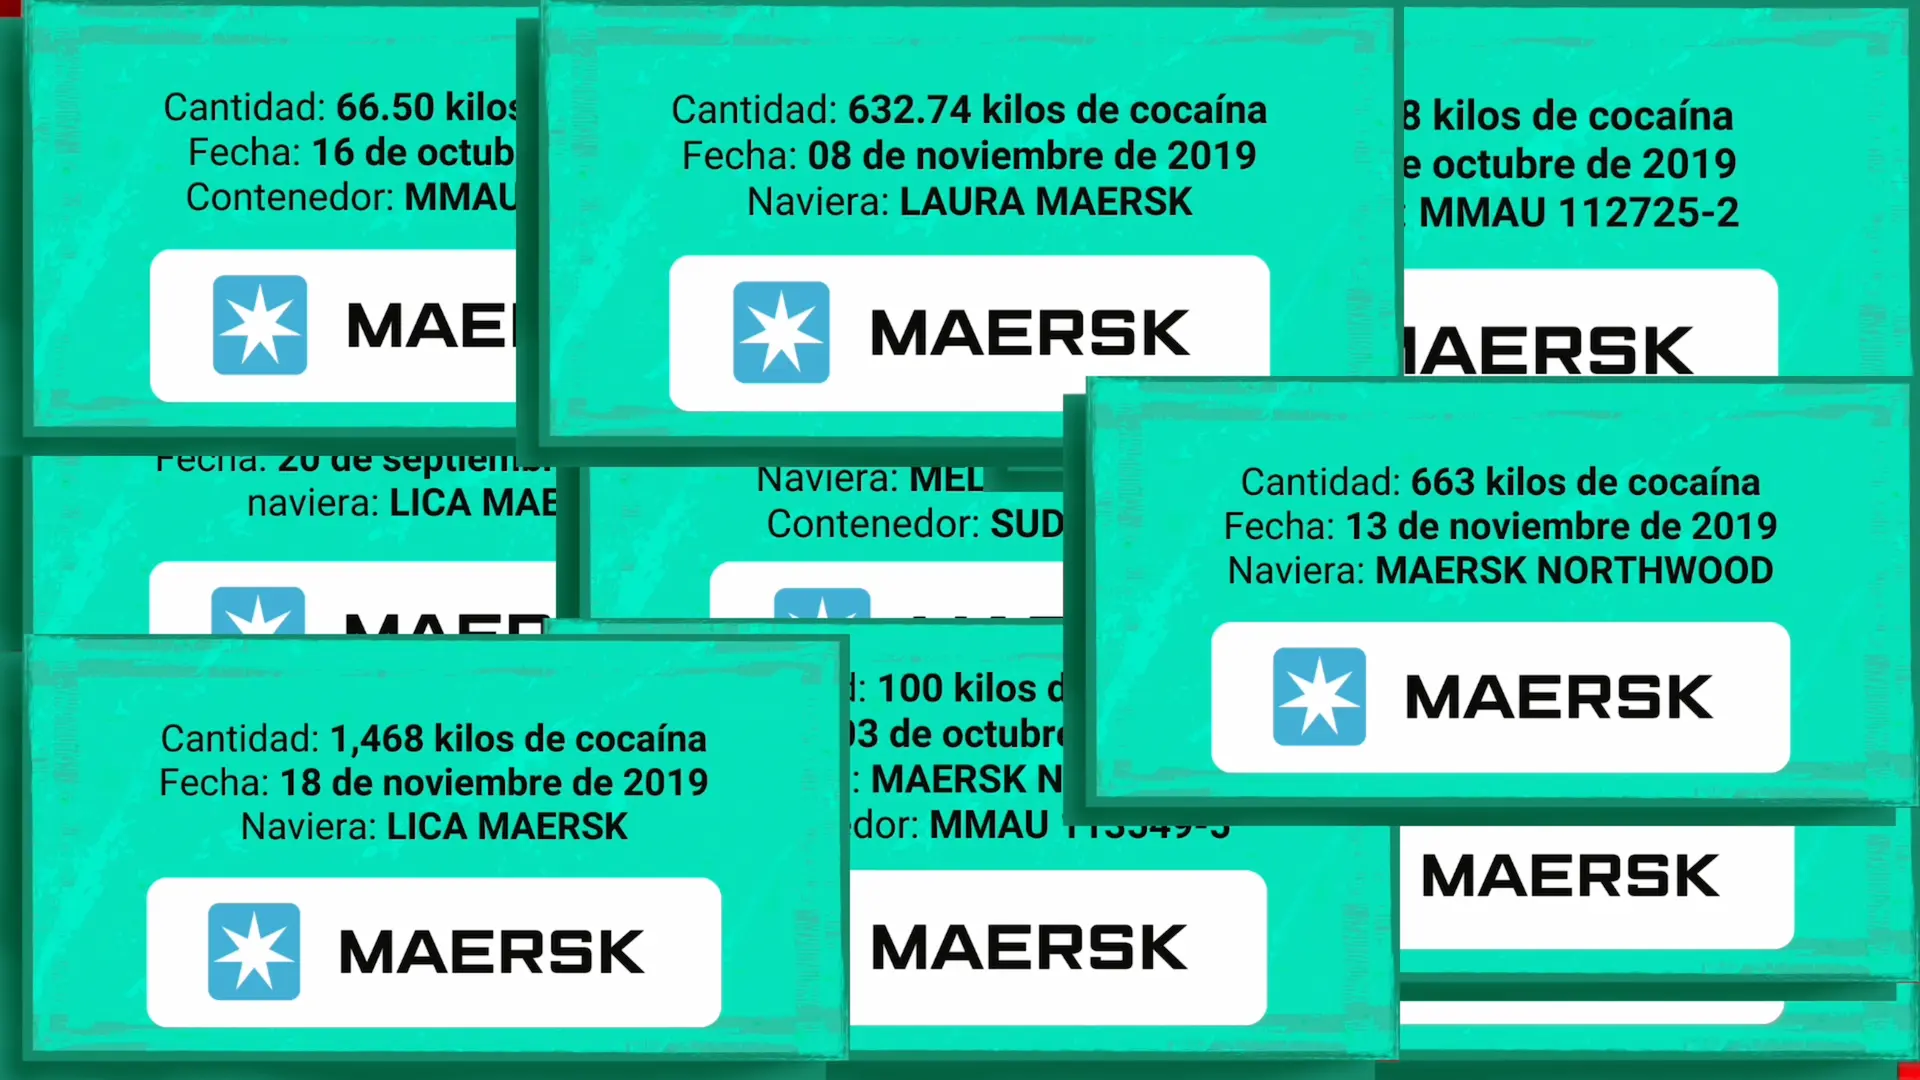 Cantidad: 66.50 kilos
Fecha: 16 de octub
Contenedor: MMAU
MAE
Cantidad: 632.74 kilos de cocaína
Fecha: 08 de noviembre de 2019
Naviera: LAURA MAERSK
MAERSK
8 kilos de cocaína
e octubre de 2019
: MMAU 112725-2
MAERSK
Fecha: 20 de septiemb
naviera: LICA MAE
MAER
Naviera: MEL
Contenedor: SUD
Cantidad: 663 kilos de cocaína
Fecha: 13 de noviembre de 2019
Naviera: MAERSK NORTHWOOD
MAERSK
Cantidad: 1,468 kilos de cocaína
Fecha: 18 de noviembre de 2019
Naviera: LICA MAERSK
MAERSK
d: 100 kilos d
03 de octubre
: MAERSK N
edor: MMAU
MAERSK
MAERSK